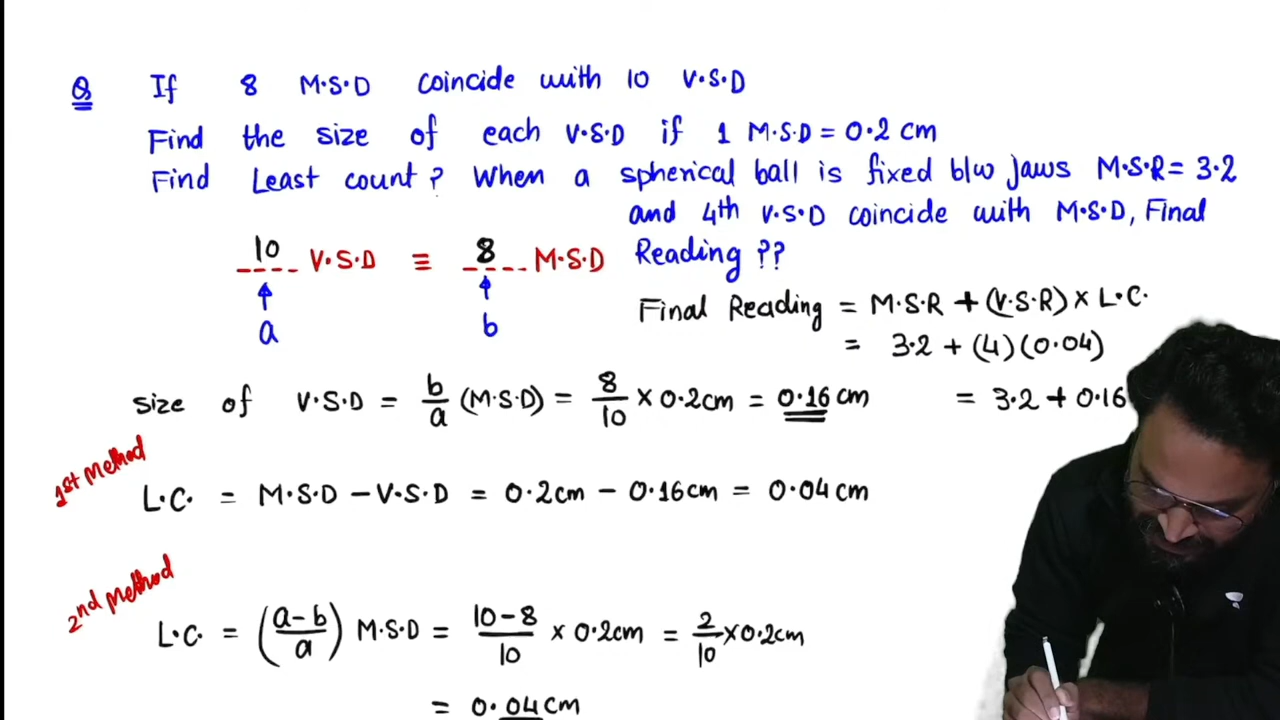 Q If 8 M.S.D coincide with 10 V.S.D
Find the size of each V.S.D if 1 M.S.D = 0.2 cm
Find Least count? When a spherical ball is fixed b/w Jaws M.S.R = 3.2
and 4th V.S.D coincide with M.S.D, Final
Reading ??
10 V.S.D ≡ 8 M.S.D
a b
Final Reading = M.S.R + (V.S.R) × L.C.
= 3.2 + (4)(0.04)
= 3.2 + 0.16
Size of V.S.D = b/a (M.S.D) = 8/10 × 0.2cm = 0.16 cm
1st Method
L.C. = M.S.D - V.S.D = 0.2cm - 0.16cm = 0.04 cm
2nd Method
L.C. = (a-b/a) M.S.D = 10-8/10 × 0.2cm = 2/10 × 0.2cm
= 0.04 cm